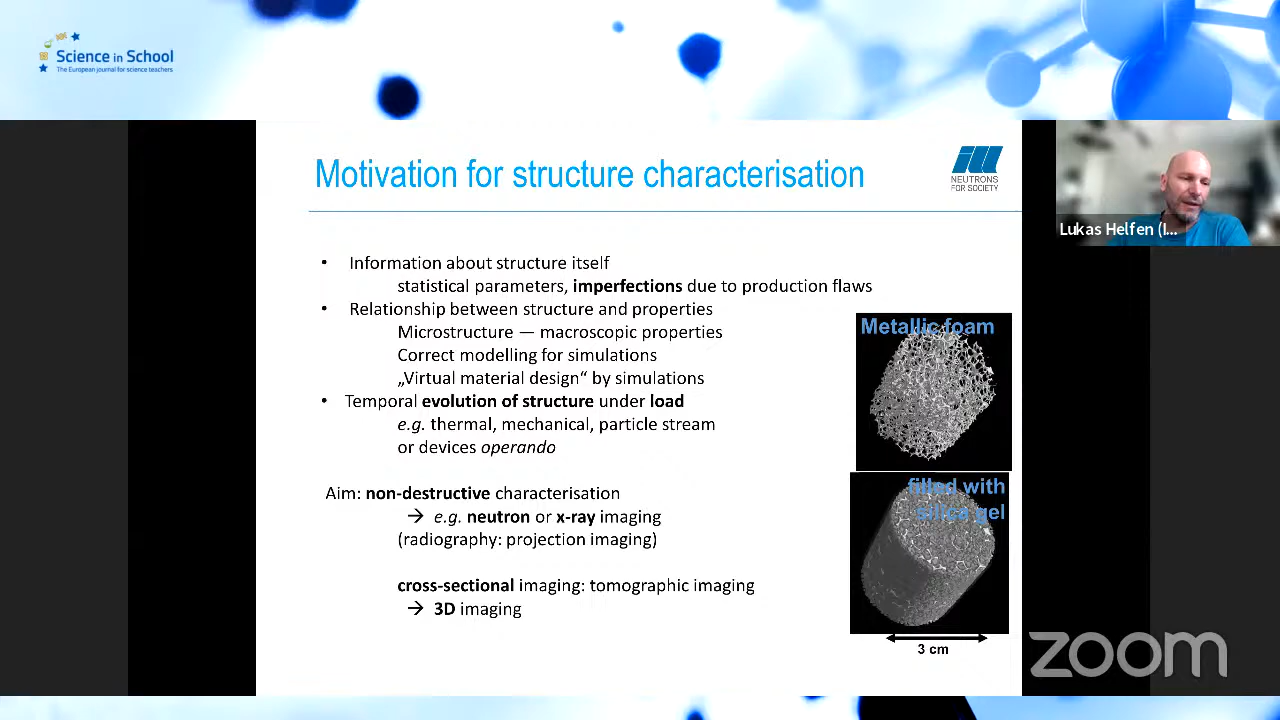 Science in School
The European journal for science teachers
Motivation for structure characterisation
ill
NEUTRONS
FOR SOCIETY
Lukas Helfen (I...
• Information about structure itself
statistical parameters, imperfections due to production flaws
• Relationship between structure and properties
Microstructure — macroscopic properties
Correct modelling for simulations
„Virtual material design“ by simulations
• Temporal evolution of structure under load
e.g. thermal, mechanical, particle stream
or devices operando
Aim: non-destructive characterisation
→ e.g. neutron or x-ray imaging
(radiography: projection imaging)
cross-sectional imaging: tomographic imaging
→ 3D imaging
Metallic foam
filled with
silica gel
3 cm
zoom